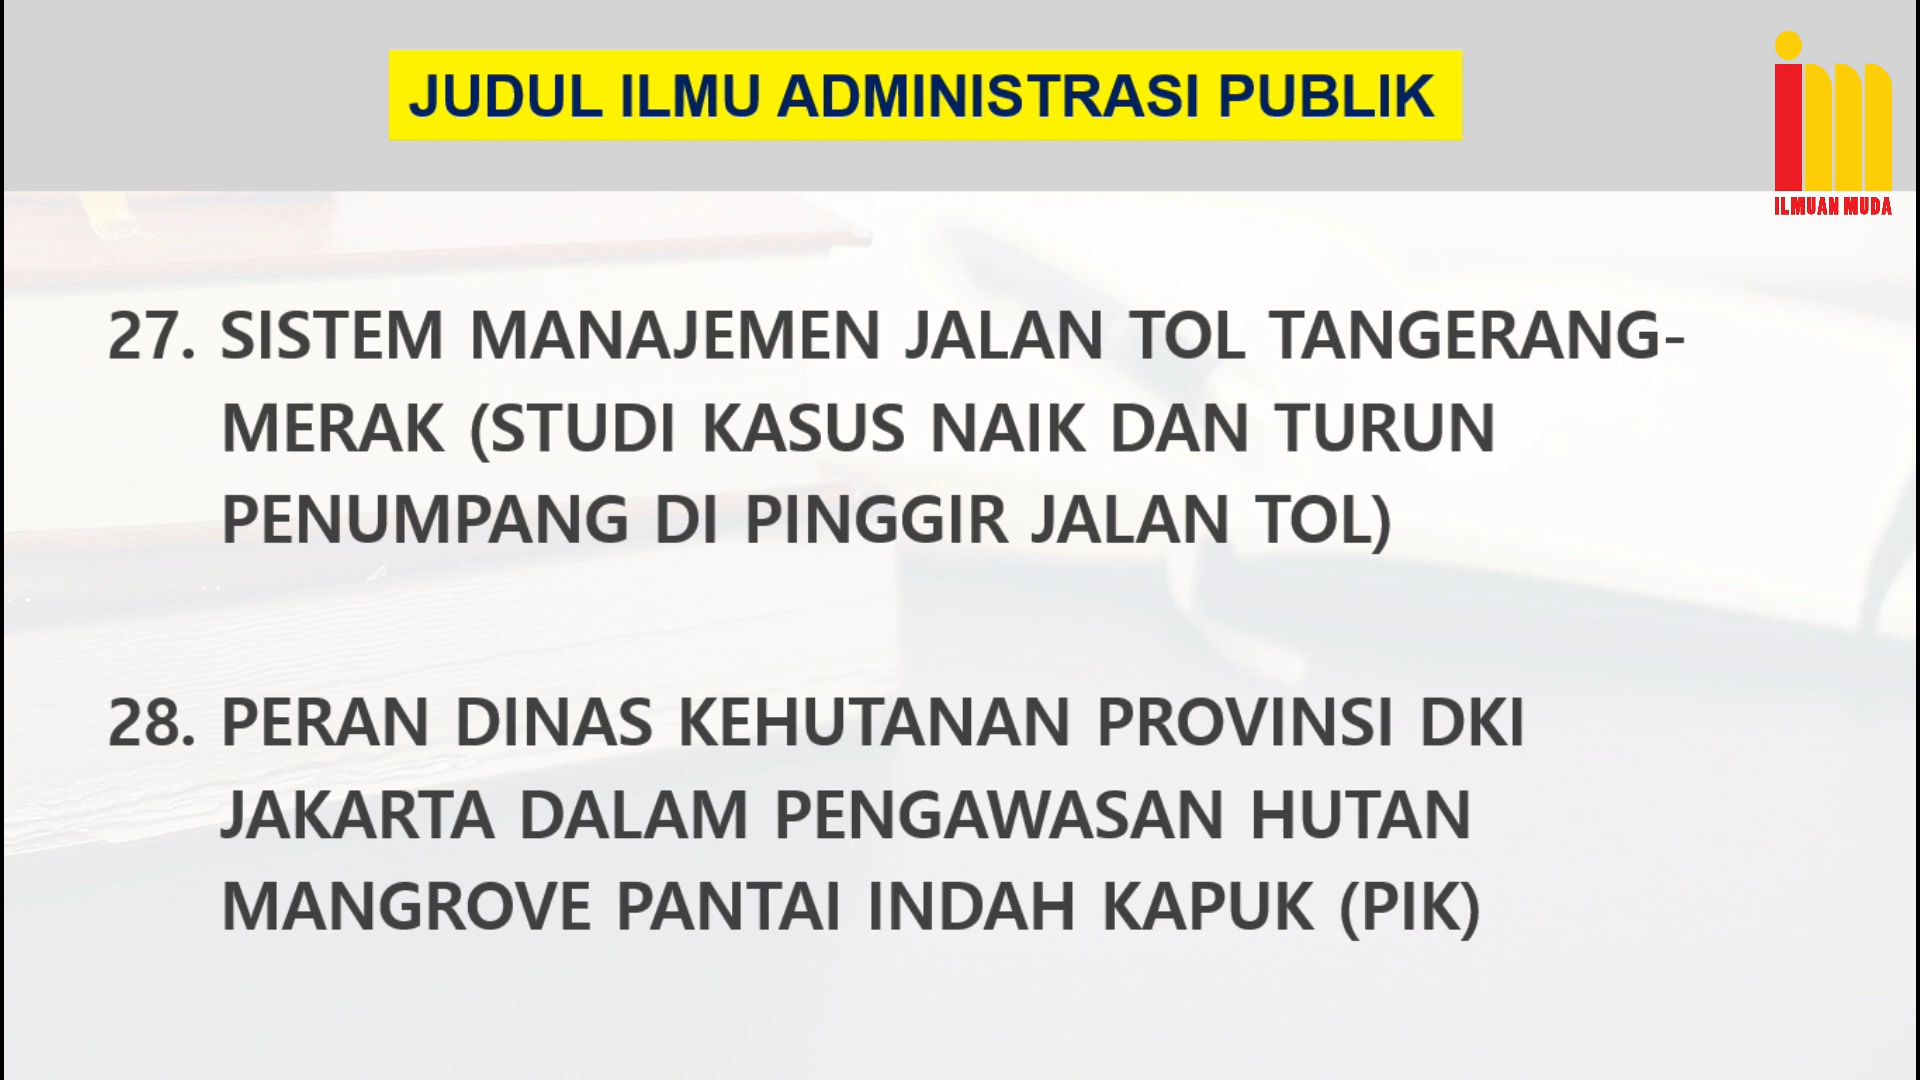 JUDUL ILMU ADMINISTRASI PUBLIK
ILMUAN MUDA
27. SISTEM MANAJEMEN JALAN TOL TANGERANG-
MERAK (STUDI KASUS NAIK DAN TURUN
PENUMPANG DI PINGGIR JALAN TOL)
28. PERAN DINAS KEHUTANAN PROVINSI DKI
JAKARTA DALAM PENGAWASAN HUTAN
MANGROVE PANTAI INDAH KAPUK (PIK)